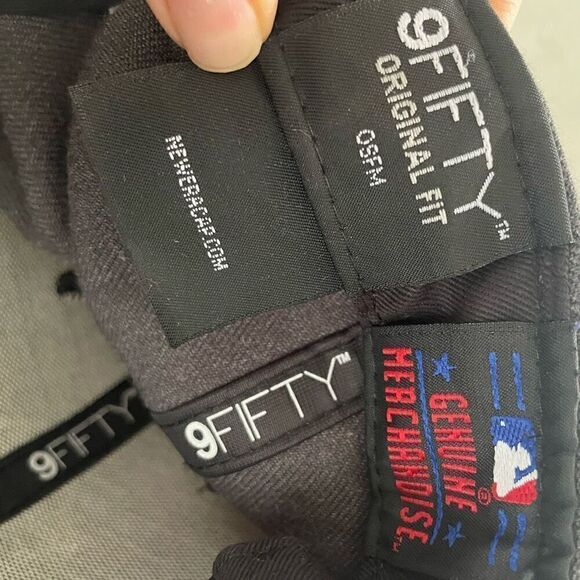 9FIFTY™
ORIGINAL FIT
OSFM
NEWERACAP.COM
9FIFTY™
9FIFTY
GENUINE
MERCHANDISE™
®